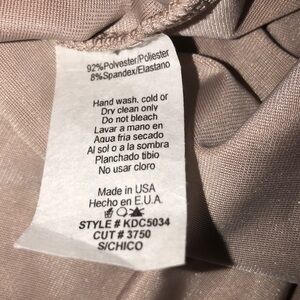 92%Polyester/Poliester
8%Spandex/Elastano
Hand wash, cold or
Dry clean only
Do not bleach
Lavar a mano en
Agua fria secado
Al sol o a la sombra
Planchado tibio
No usar cloro
Made in USA
Hecho en E.U.A.
STYLE # KDC5034
CUT # 3750
S/CHICO